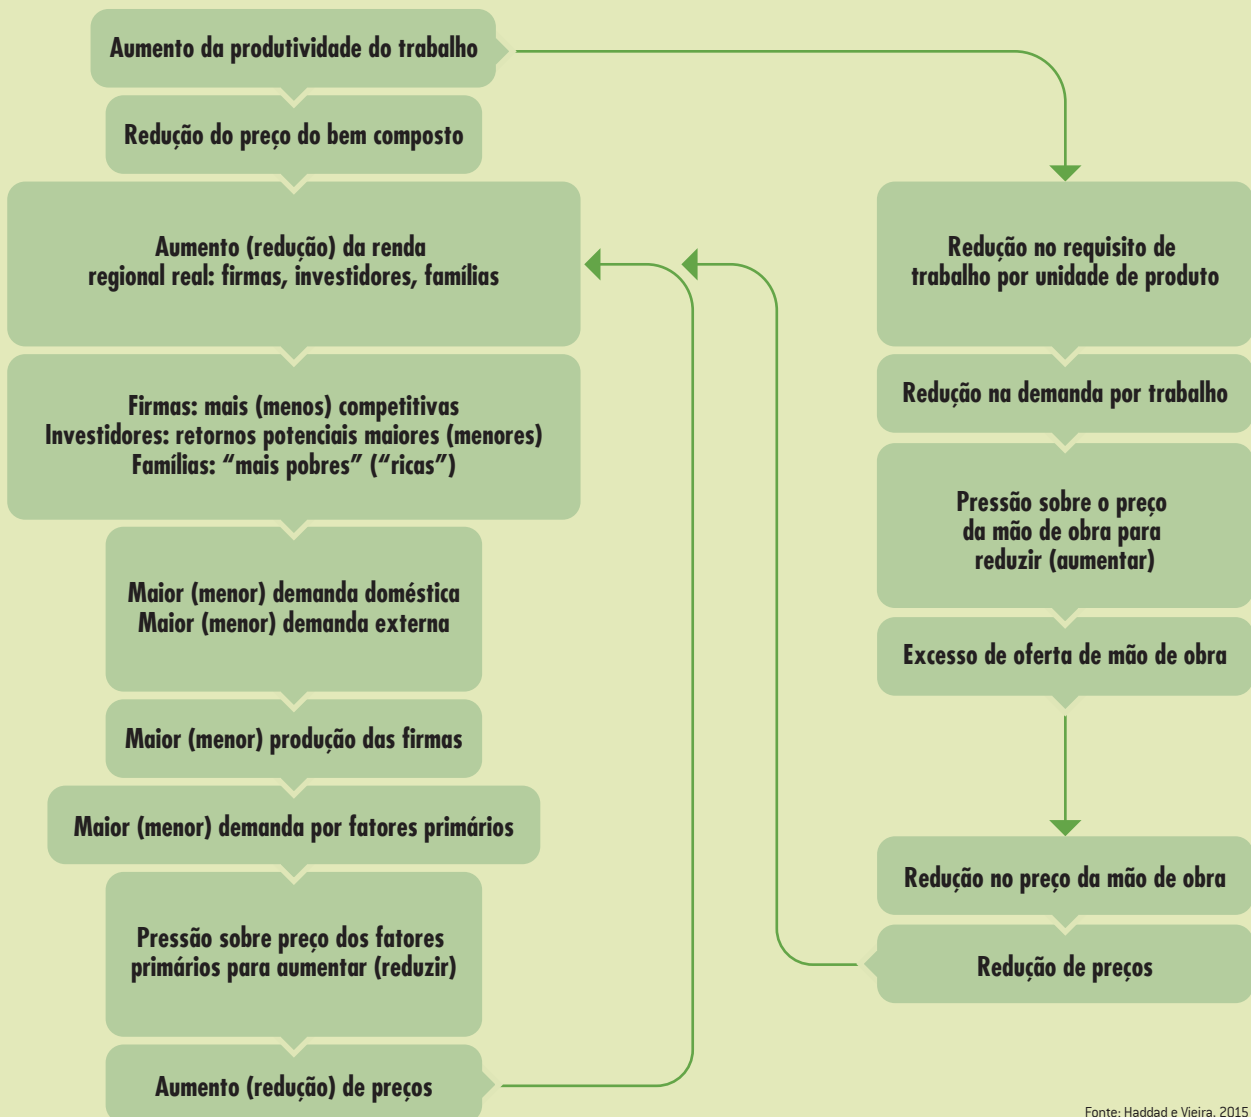 Aumento da produtividade do trabalho
Redução do preço do bem composto
Aumento (redução) da renda
regional real: firmas, investidores, famílias
Firmas: mais (menos) competitivas
Investidores: retornos potenciais maiores (menores)
Famílias: “mais pobres” (“ricas”)
Maior (menor) demanda doméstica
Maior (menor) demanda externa
Maior (menor) produção das firmas
Maior (menor) demanda por fatores primários
Pressão sobre preço dos fatores
primários para aumentar (reduzir)
Aumento (redução) de preços
Redução no requisito de
trabalho por unidade de produto
Redução na demanda por trabalho
Pressão sobre o preço
da mão de obra para
reduzir (aumentar)
Excesso de oferta de mão de obra
Redução no preço da mão de obra
Redução de preços
Fonte: Haddad e Vieira, 2015